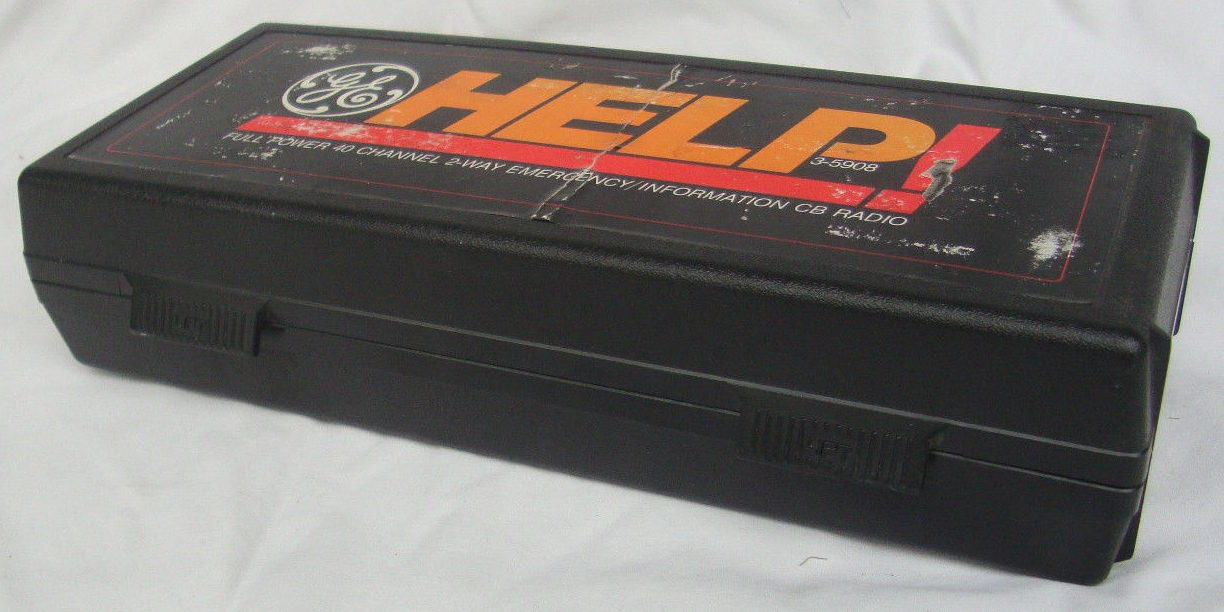 GE HELP!
3-5908
FULL POWER 40 CHANNEL 2-WAY EMERGENCY/INFORMATION CB RADIO